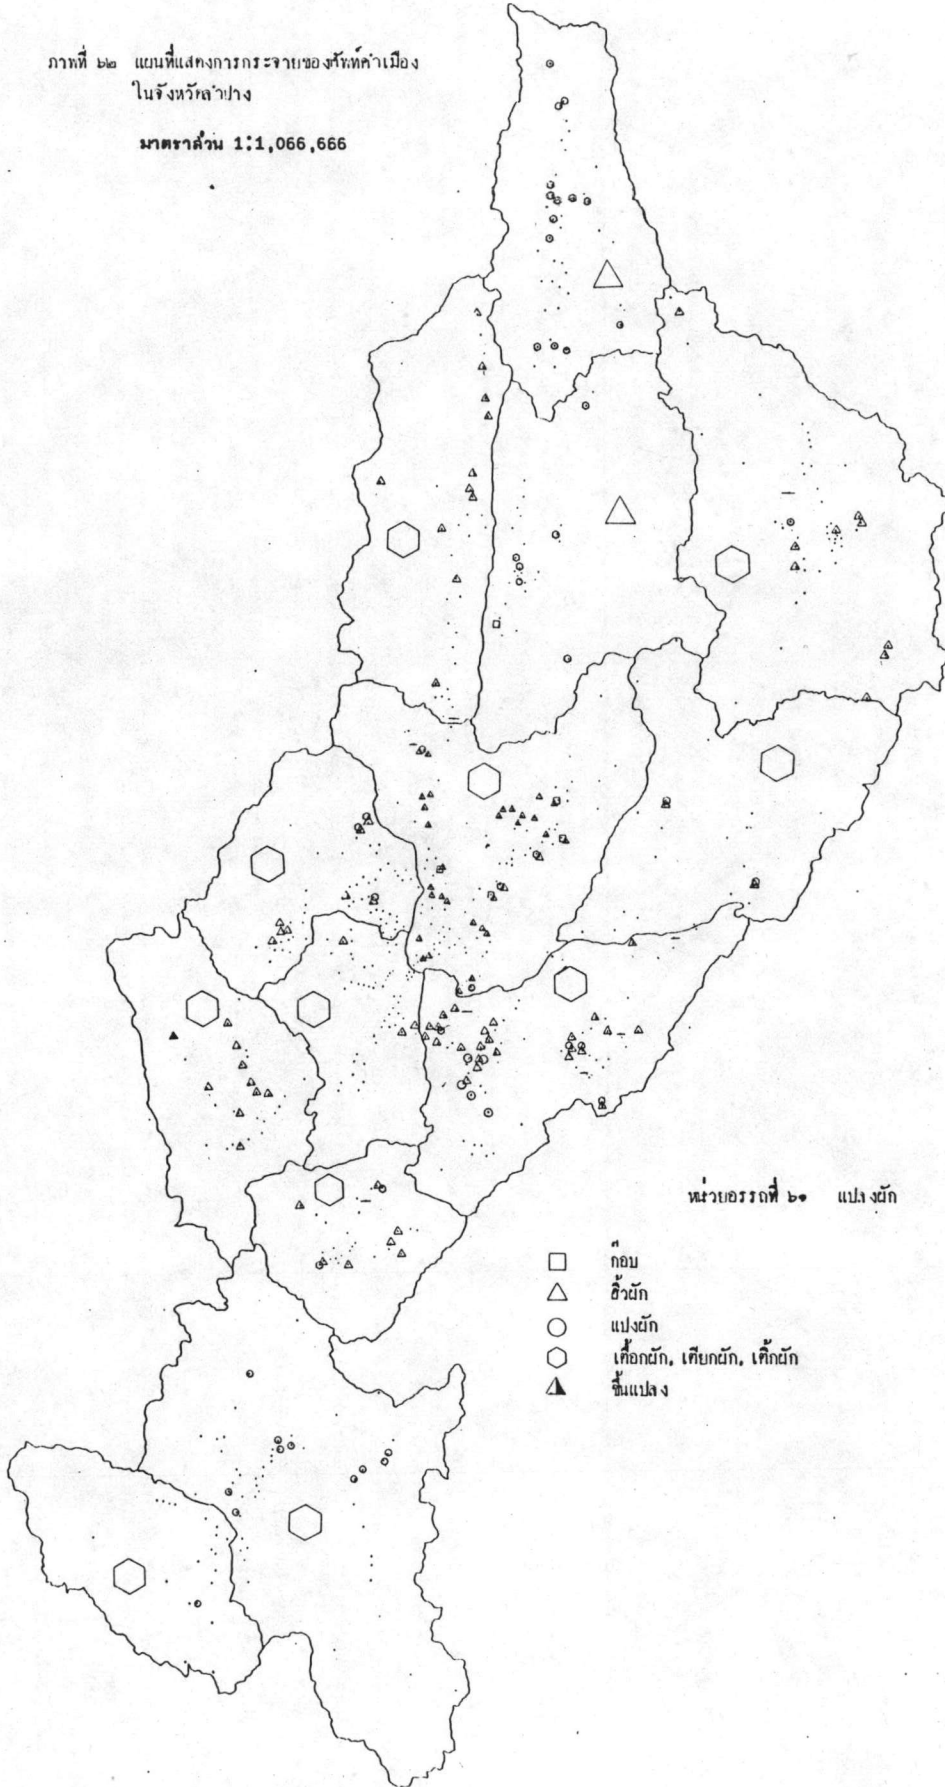 ภาพที่ ๖๒ แผนที่แสดงการกระจายของศัพท์คำเมือง
ในจังหวัดลำปาง
มาตราส่วน 1:1,066,666
หน่วยอรรถที่ ๖๑ แปลงผัก
ก๊อบ
ฮิ้วผัก
แปงผัก
เตื้อกผัก, เตียกผัก, เติ๊กผัก
ขึ้นแปลง